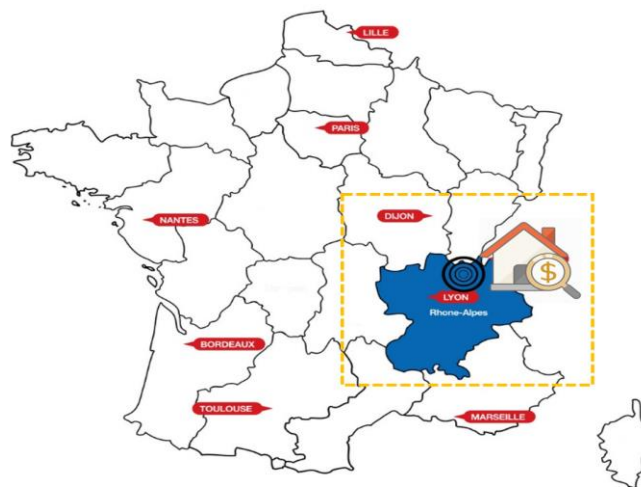 LILLE
PARIS
NANTES
DIJON
$
LYON
Rhone-Alpes
BORDEAUX
TOULOUSE
MARSEILLE